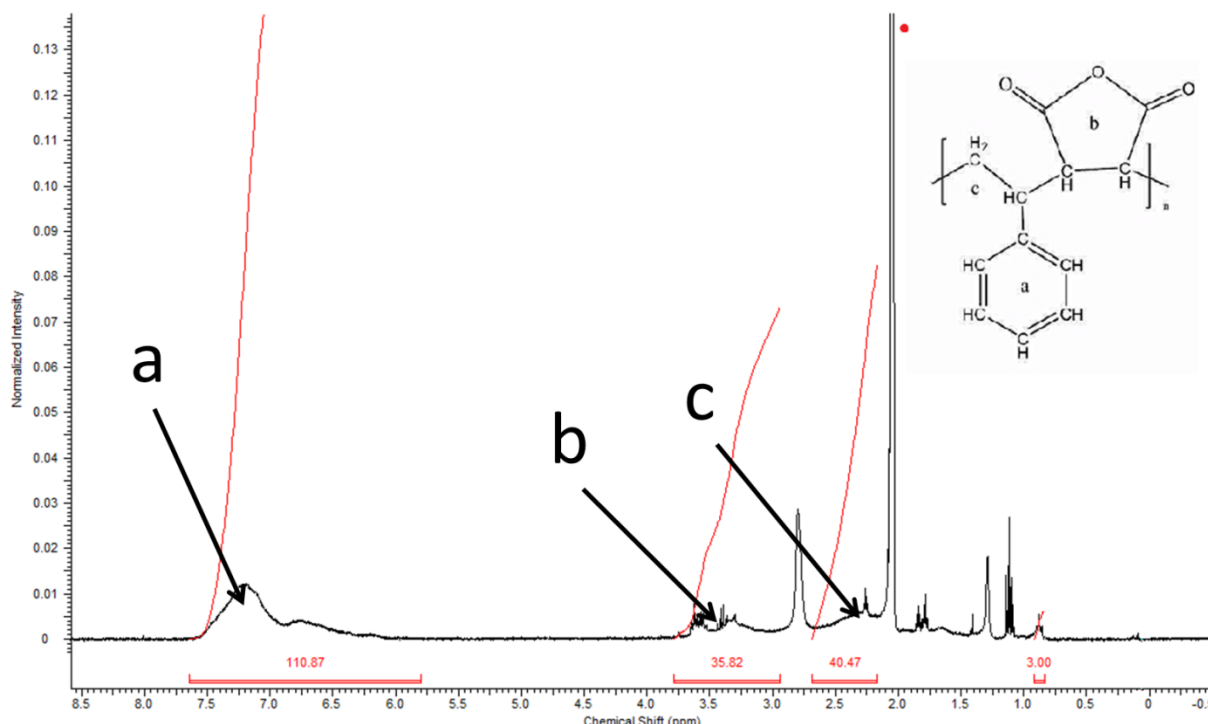 Normalized Intensity
0.13
0.12
0.11
0.10
0.09
0.08
0.07
0.06
0.05
0.04
0.03
0.02
0.01
0
a
b
c
O
O
O
b
H
C
c
HC
C
H
C
H
n
C
HC
CH
a
HC
CH
C
H
110.87
35.82
40.47
3.00
8.5 8.0 7.5 7.0 6.5 6.0 5.5 5.0 4.5 4.0 3.5 3.0 2.5 2.0 1.5 1.0 0.5 0
Chemical Shift (ppm)